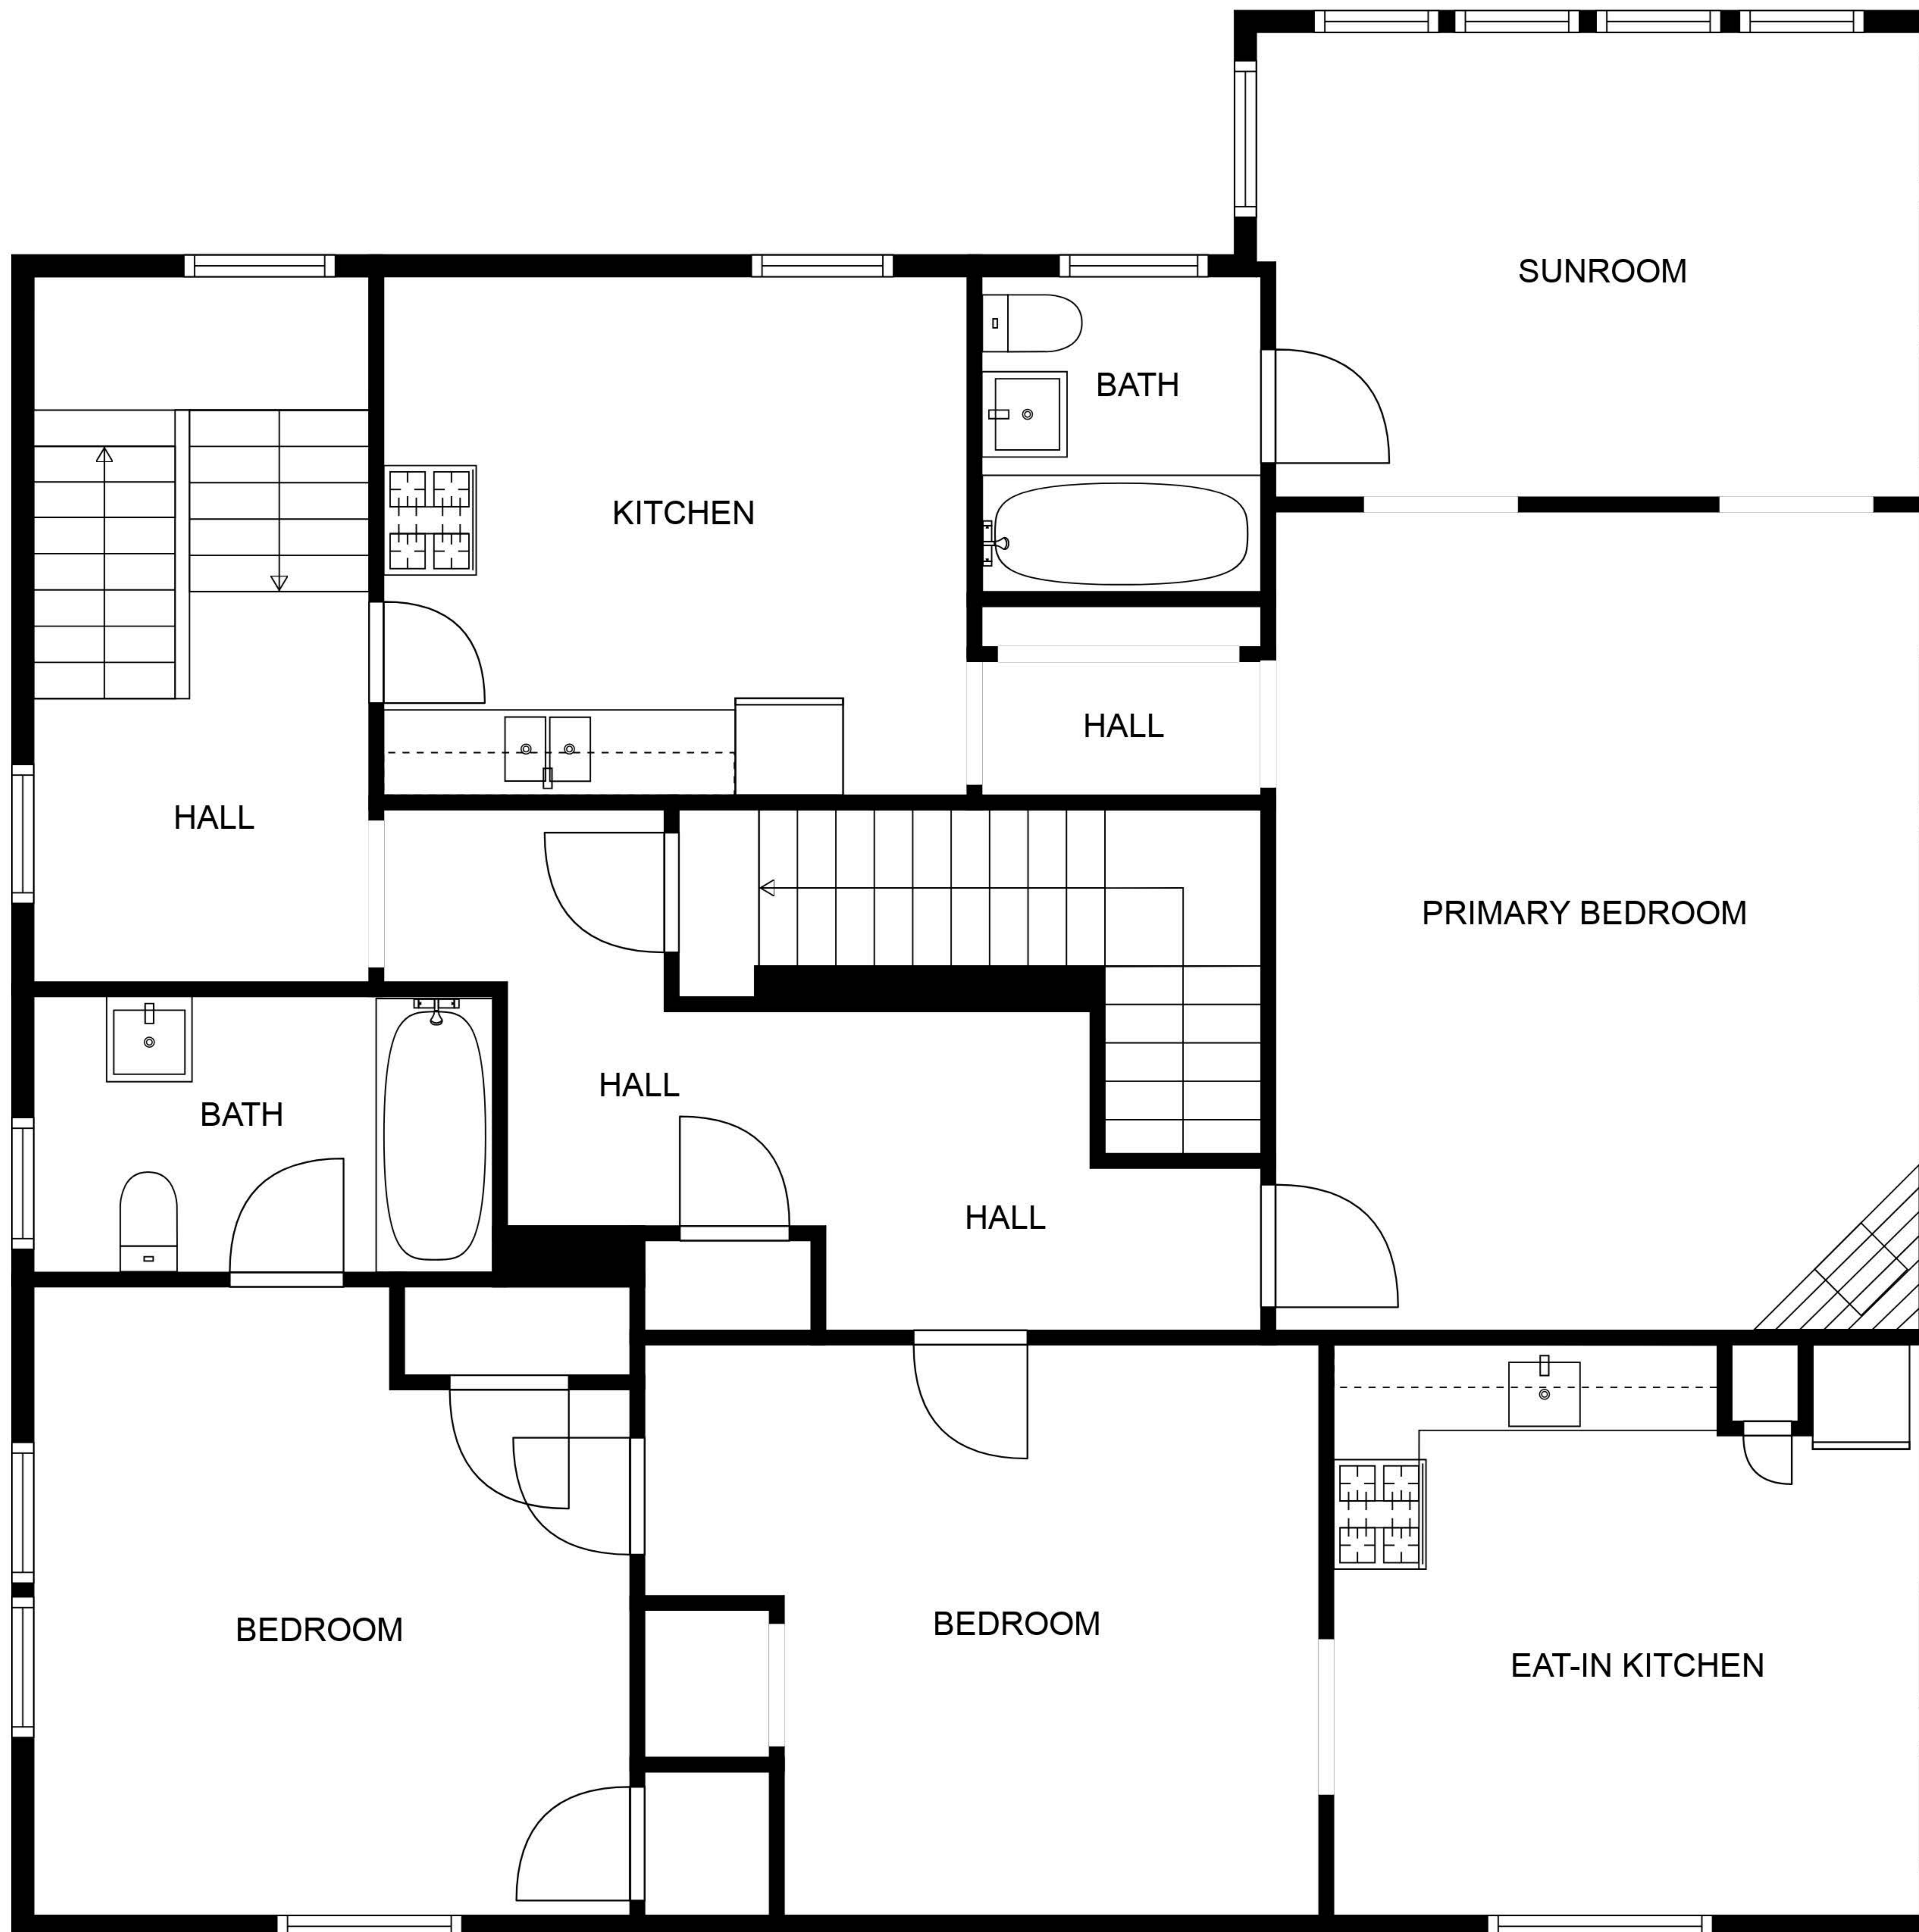 SUNROOM
BATH
KITCHEN
HALL
HALL
PRIMARY BEDROOM
HALL
BATH
HALL
BEDROOM
BEDROOM
EAT-IN KITCHEN